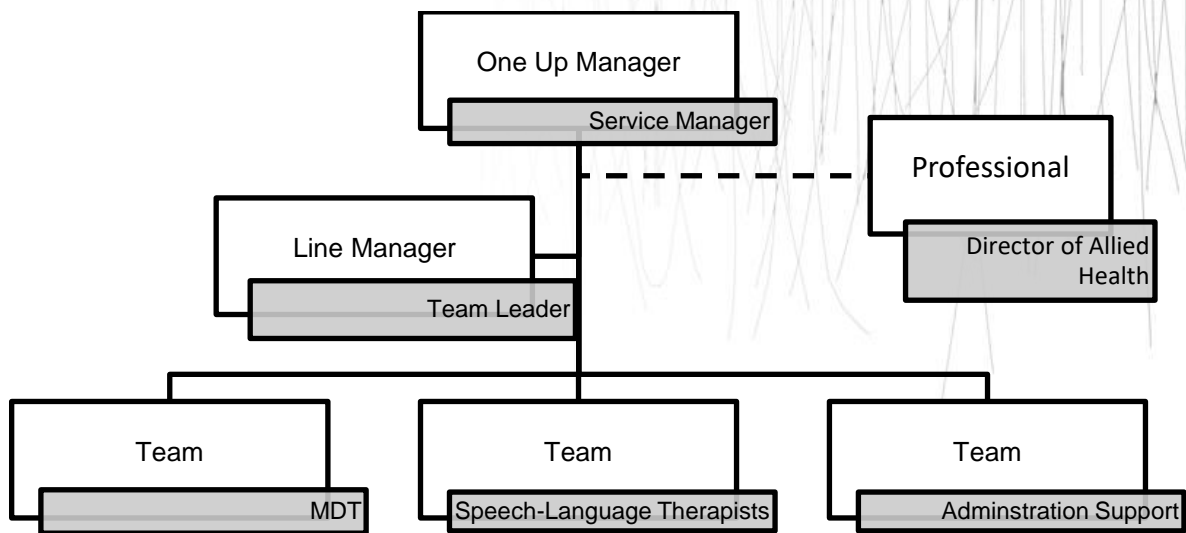 One Up Manager
Service Manager
Professional
Director of Allied
Health
Line Manager
Team Leader
Team
MDT
Team
Speech-Language Therapists
Team
Adminstration Support